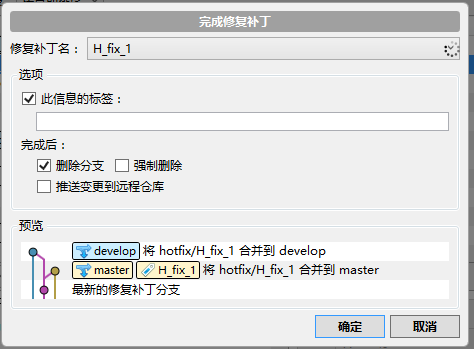 完成修复补丁
修复补丁名： H_fix_1
选项
此信息的标签：
完成后：
删除分支 强制删除
推送变更到远程仓库
预览
develop 将 hotfix/H_fix_1 合并到 develop
master H_fix_1 将 hotfix/H_fix_1 合并到 master
最新的修复补丁分支
确定 取消